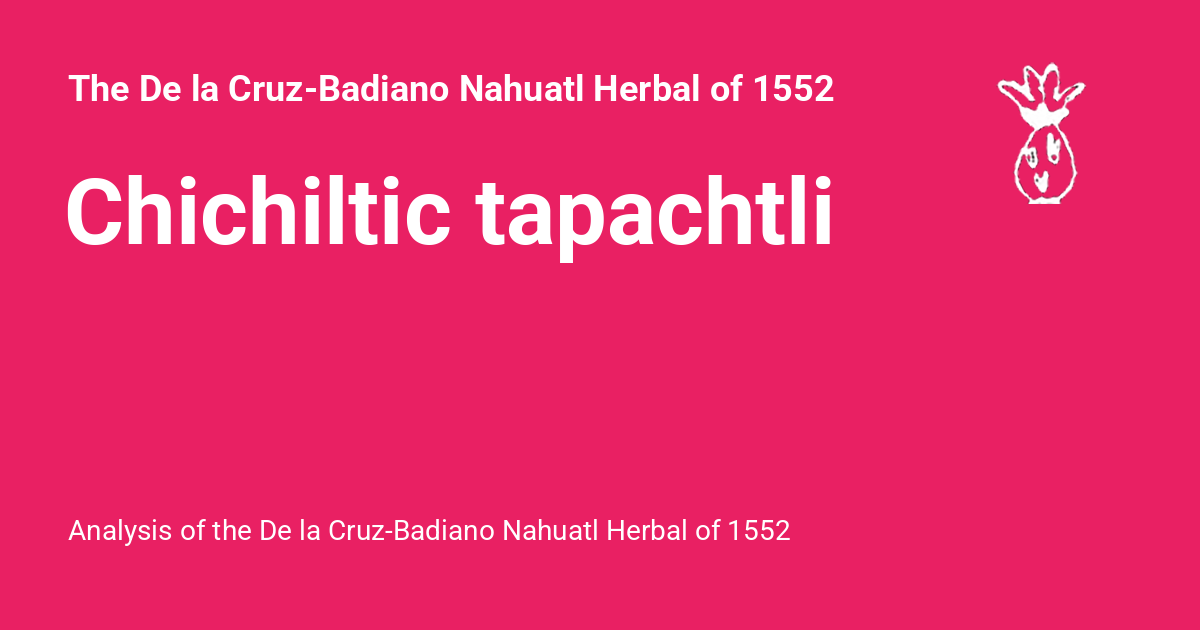 The De la Cruz-Badiano Nahuatl Herbal of 1552
Chichiltic tapachtli
Analysis of the De la Cruz-Badiano Nahuatl Herbal of 1552